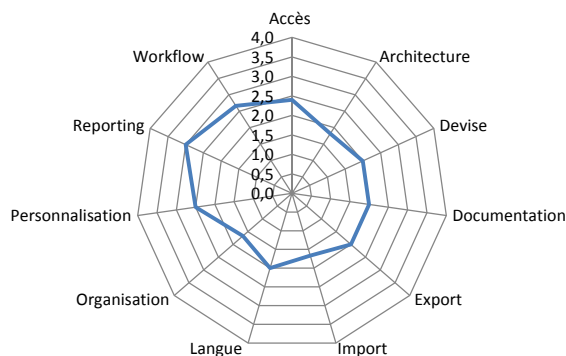 Accès
Architecture
Devise
Documentation
Export
Import
Langue
Organisation
Personnalisation
Reporting
Workflow
4,0
3,5
3,0
2,5
2,0
1,5
1,0
0,5
0,0